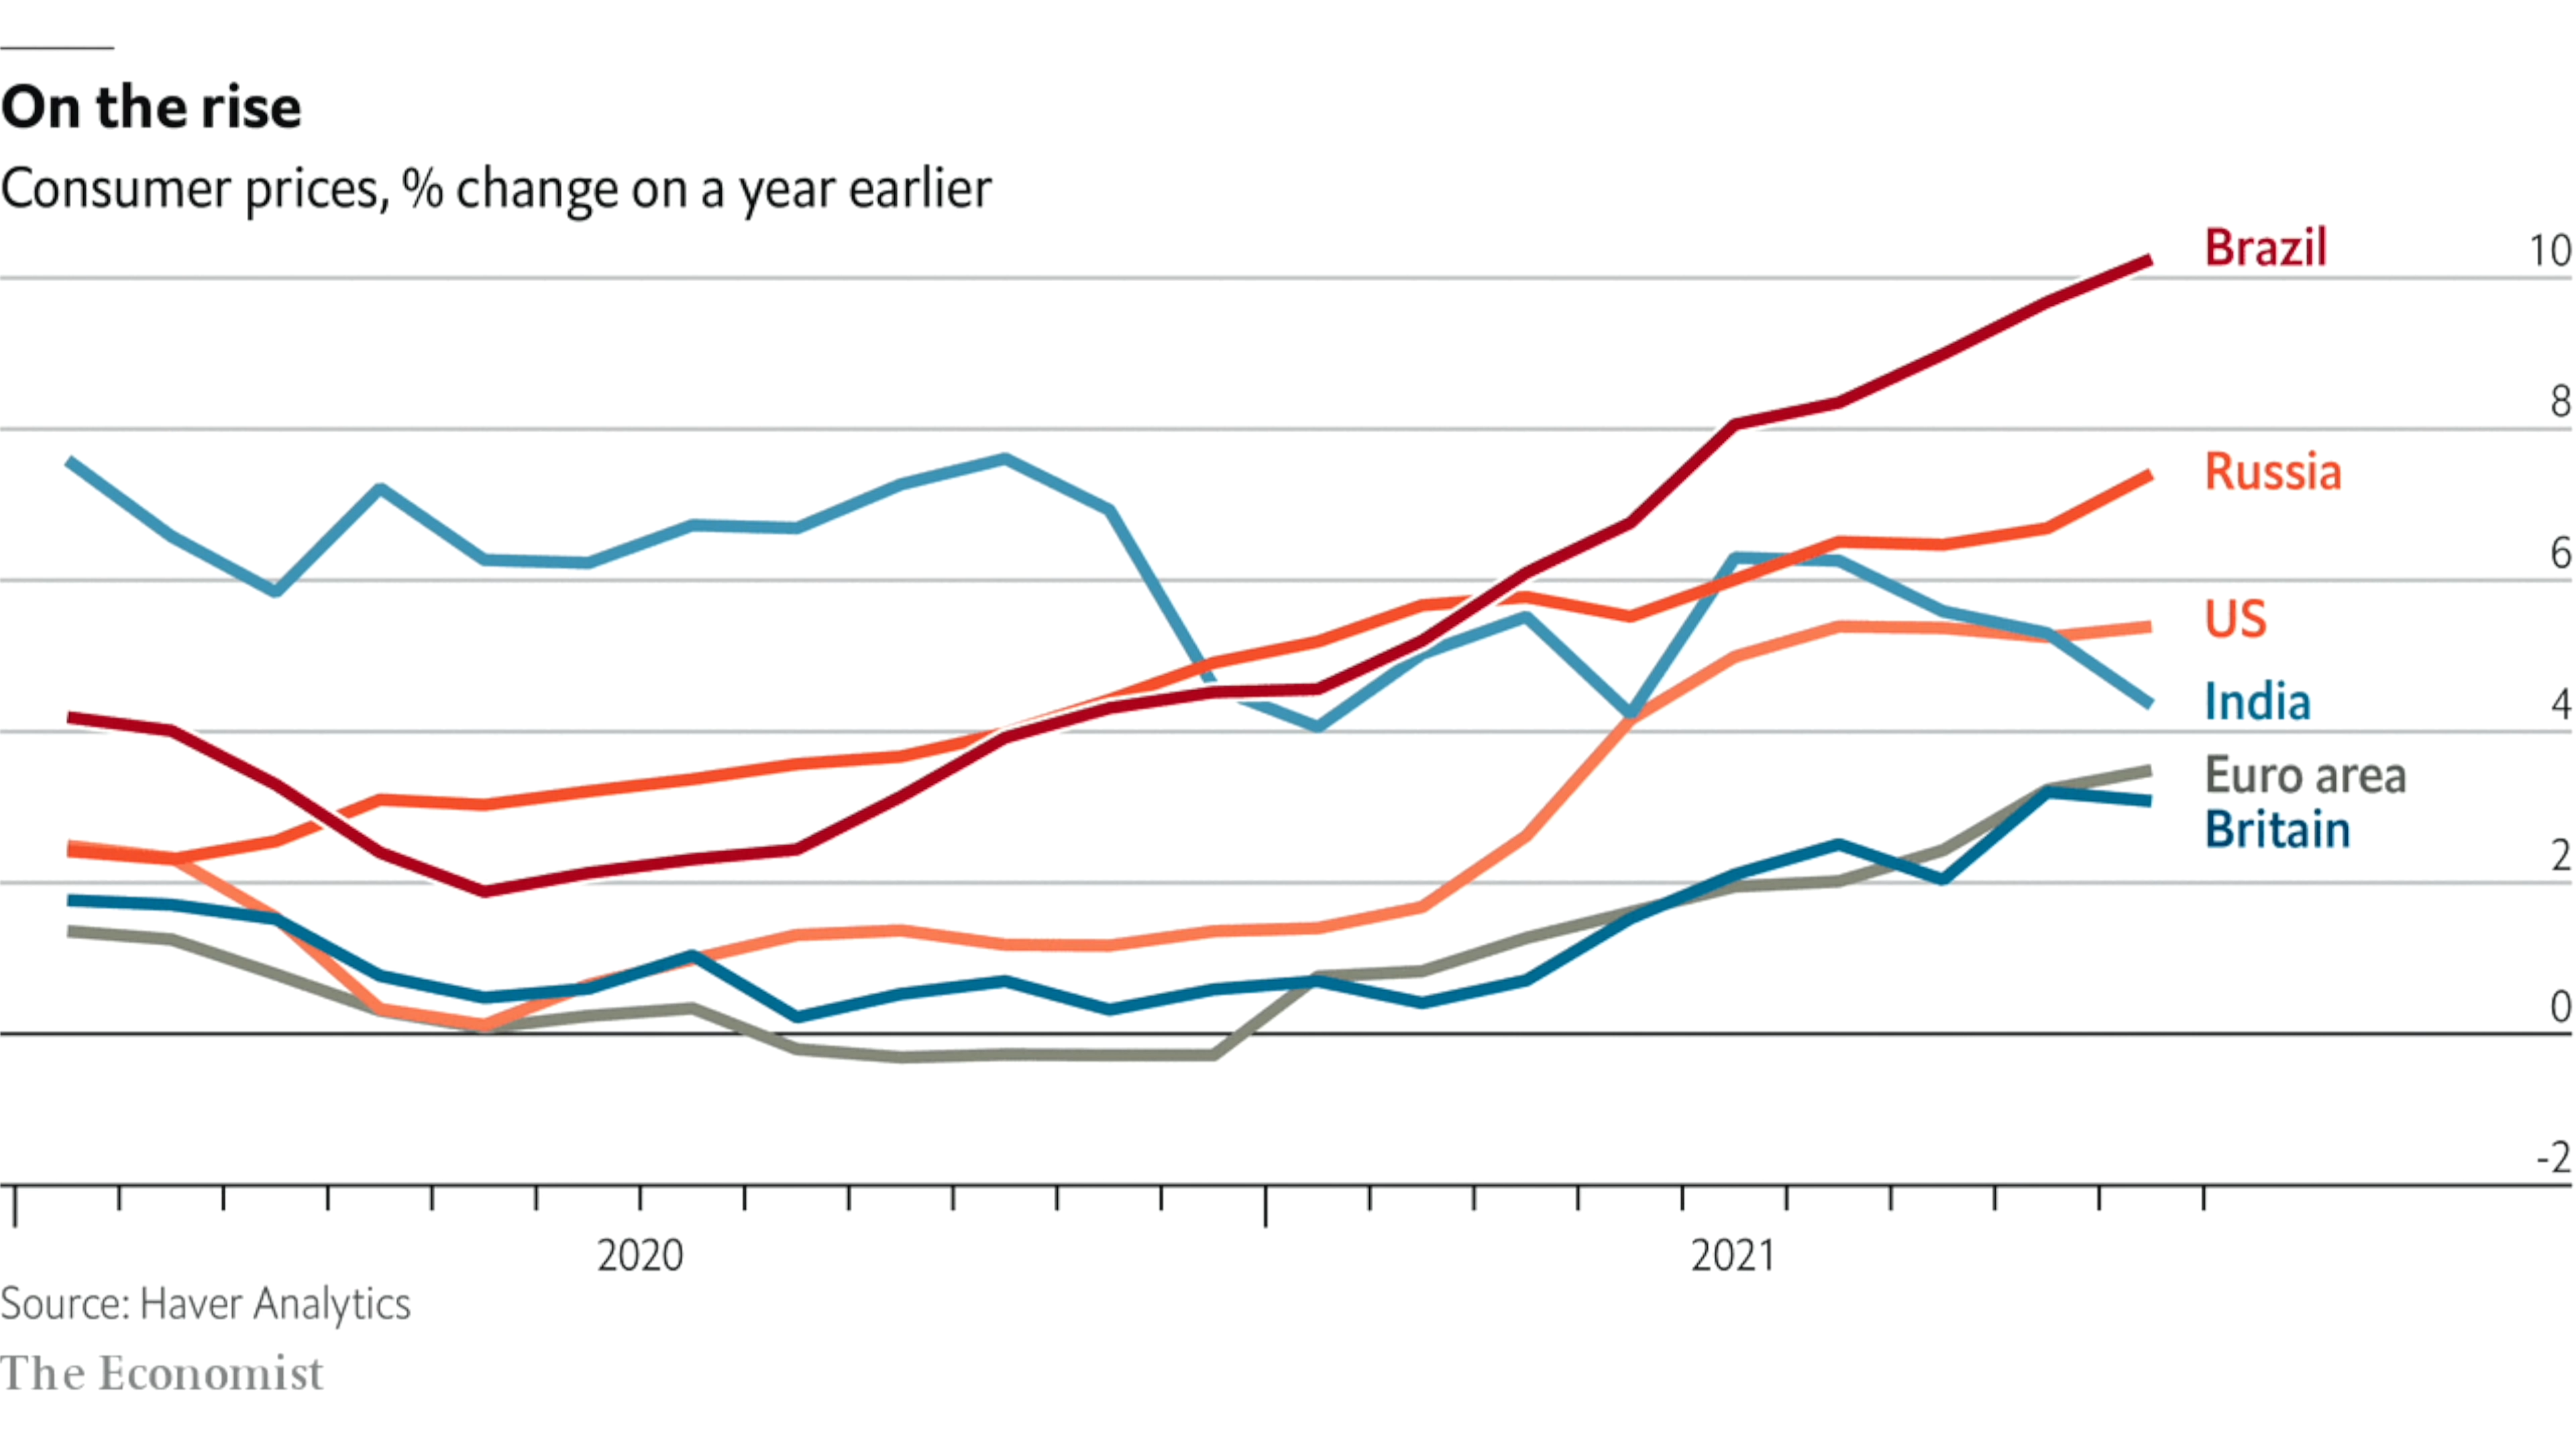 On the rise
Consumer prices, % change on a year earlier
Brazil
10
8
Russia
6
US
India
4
Euro area
Britain
2
0
-2
2020
2021
Source: Haver Analytics
The Economist